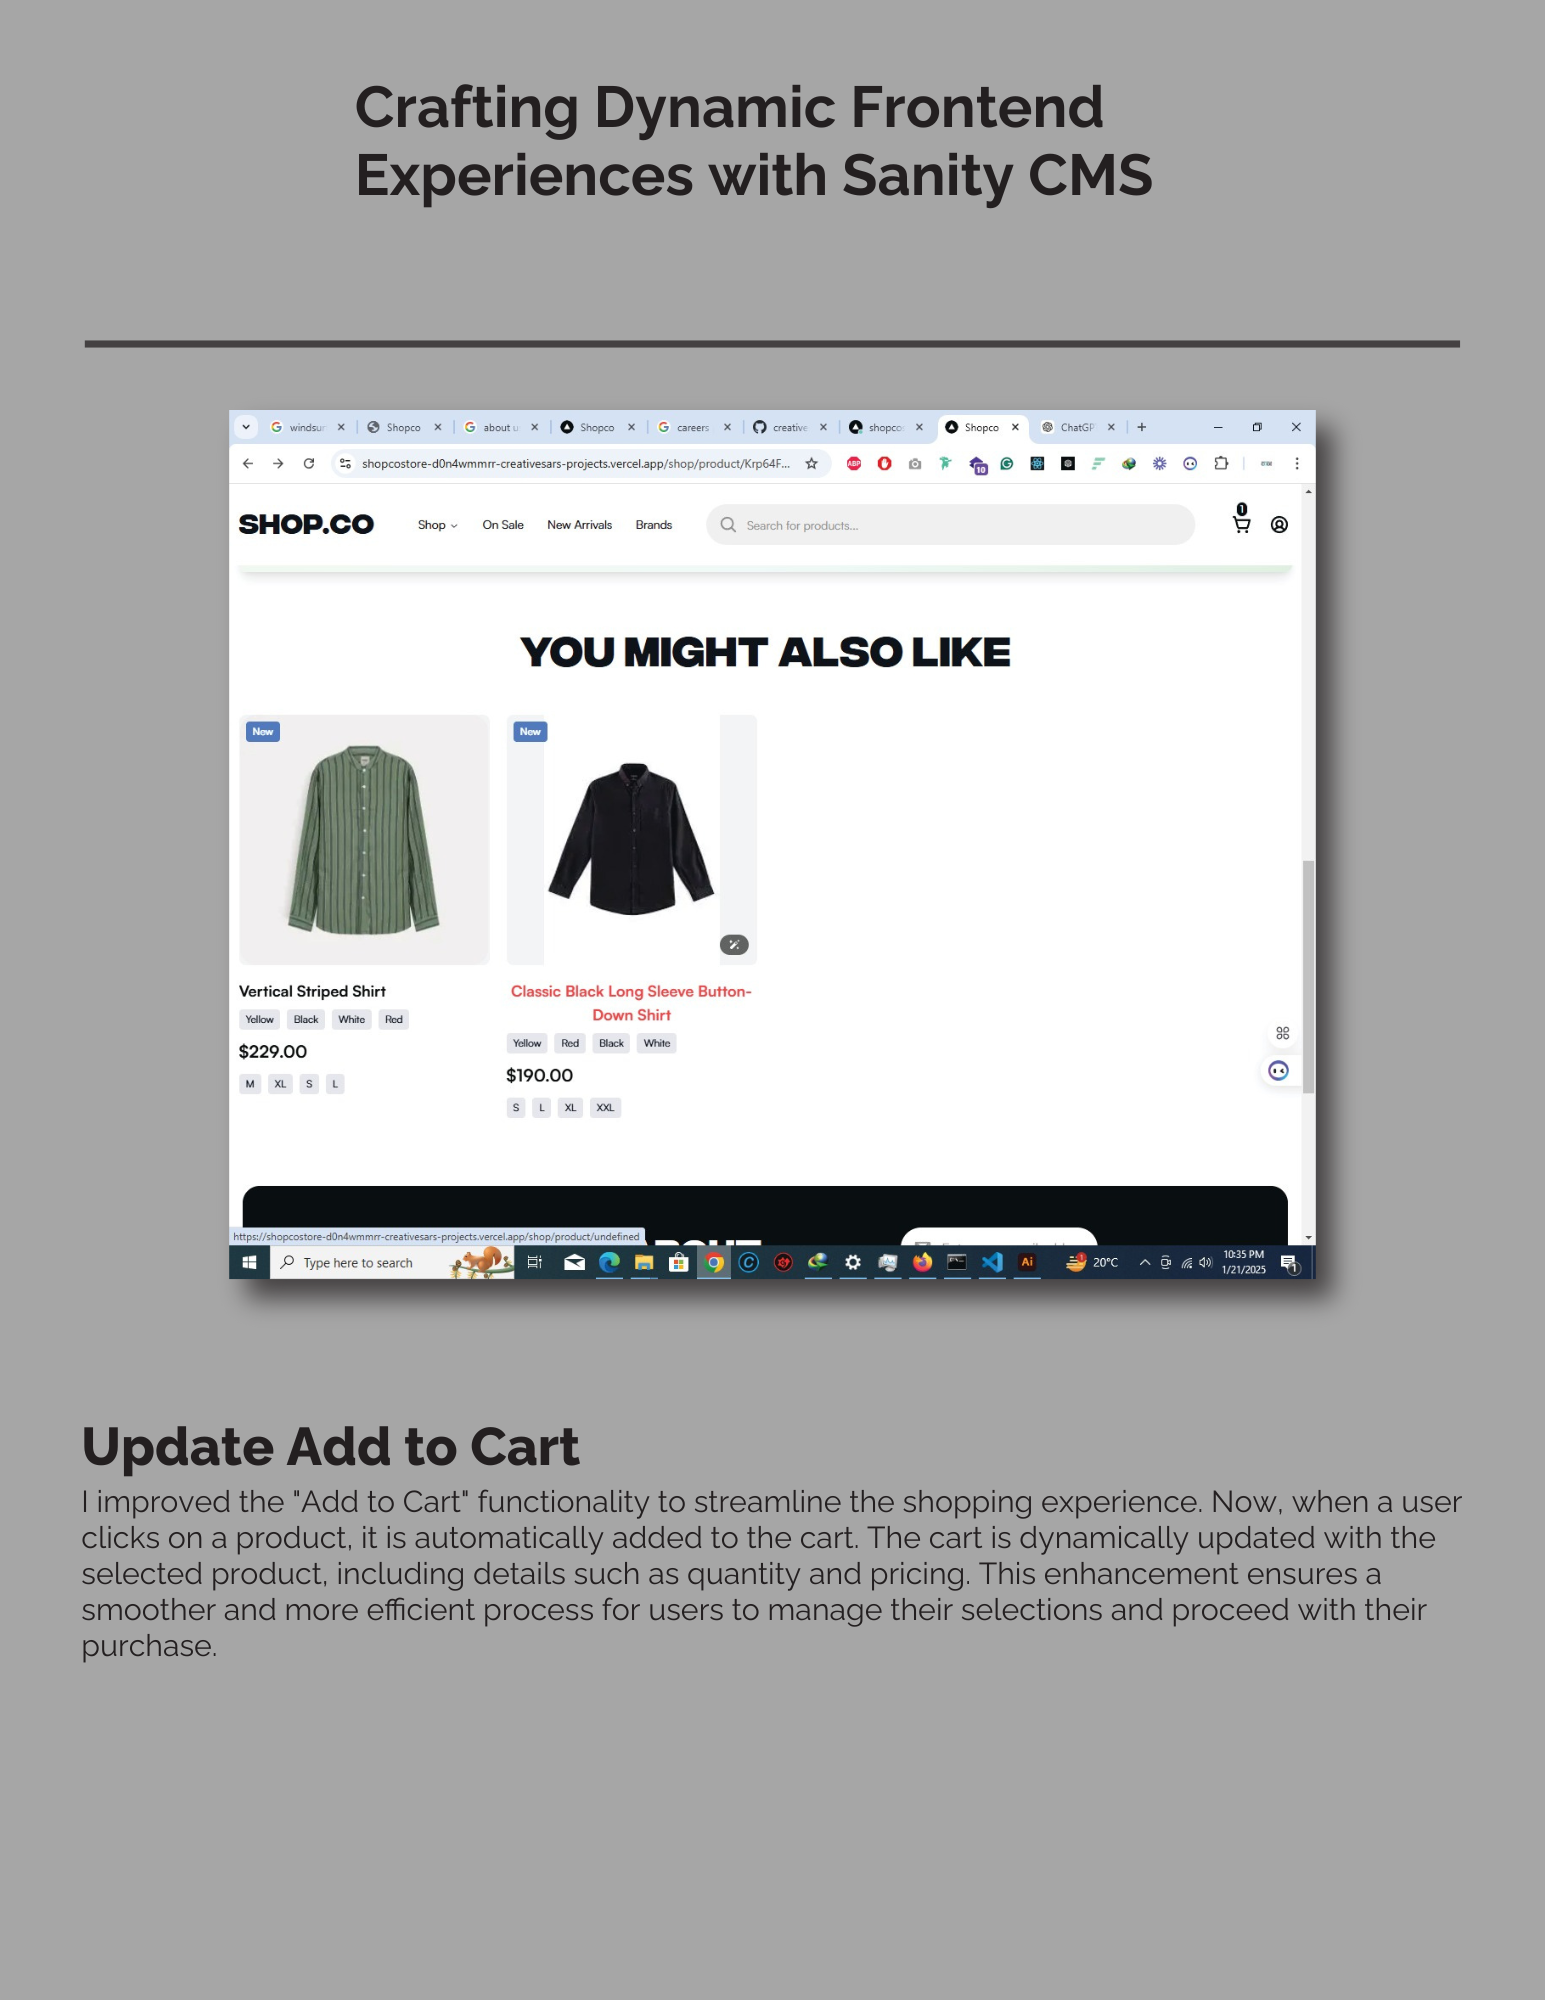 Crafting Dynamic Frontend
Experiences with Sanity CMS
windsur
Shopco
about u
Shopco
careers
creative
shopco
Shopco
ChatGP
shopcostore-d0n4wmmrr-creativesars-projects.vercel.app/shop/product/Krp64F...
ABP
10
SHOP.CO
Shop
On Sale
New Arrivals
Brands
Search for products...
1
YOU MIGHT ALSO LIKE
New
New
Vertical Striped Shirt
Yellow Black White Red
$229.00
M XL S L
Classic Black Long Sleeve Button-
Down Shirt
Yellow Red Black White
$190.00
S L XL XXL
https://shopcostore-d0n4wmmrr-creativesars-projects.vercel.app/shop/product/undefined
Type here to search
Ai
1
20°C
10:35 PM
1/21/2025
1
Update Add to Cart
I improved the "Add to Cart" functionality to streamline the shopping experience. Now, when a user
clicks on a product, it is automatically added to the cart. The cart is dynamically updated with the
selected product, including details such as quantity and pricing. This enhancement ensures a
smoother and more efficient process for users to manage their selections and proceed with their
purchase.